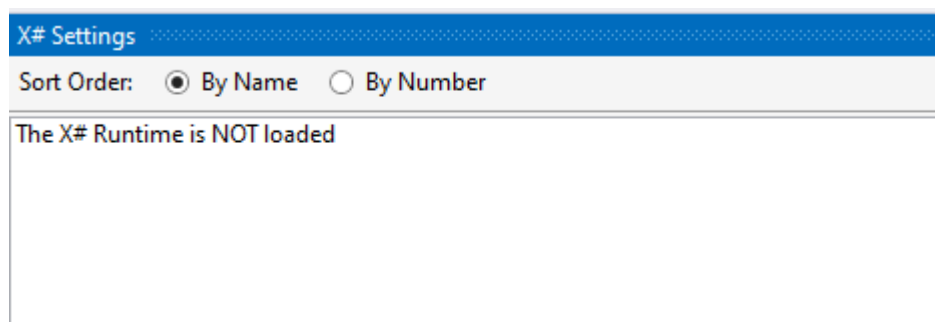 X# Settings
Sort Order: By Name By Number
The X# Runtime is NOT loaded